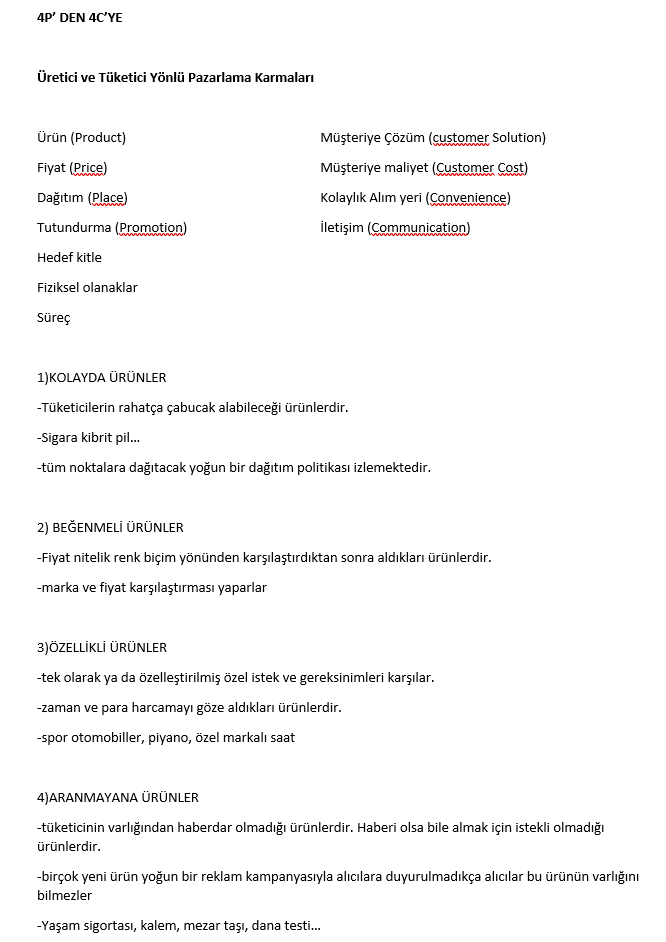 4P' DEN 4C'YE
Üretici ve Tüketici Yönlü Pazarlama Karmaları
Ürün (Product) Müşteriye Çözüm (customer Solution)
Fiyat (Price) Müşteriye maliyet (Customer Cost)
Dağıtım (Place) Kolaylık Alım yeri (Convenience)
Tutundurma (Promotion) İletişim (Communication)
Hedef kitle
Fiziksel olanaklar
Süreç
1)KOLAYDA ÜRÜNLER
-Tüketicilerin rahatça çabucak alabileceği ürünlerdir.
-Sigara kibrit pil...
-tüm noktalara dağıtacak yoğun bir dağıtım politikası izlemektedir.
2) BEĞENMELİ ÜRÜNLER
-Fiyat nitelik renk biçim yönünden karşılaştırdıktan sonra aldıkları ürünlerdir.
-marka ve fiyat karşılaştırması yaparlar
3)ÖZELLİKLİ ÜRÜNLER
-tek olarak ya da özelleştirilmiş özel istek ve gereksinimleri karşılar.
-zaman ve para harcamayı göze aldıkları ürünlerdir.
-spor otomobiller, piyano, özel markalı saat
4)ARANMAYANA ÜRÜNLER
-tüketicinin varlığından haberdar olmadığı ürünlerdir. Haberi olsa bile almak için istekli olmadığı
ürünlerdir.
-birçok yeni ürün yoğun bir reklam kampanyasıyla alıcılara duyurulmadıkça alıcılar bu ürünün varlığını
bilmezler
-Yaşam sigortası, kalem, mezar taşı, dana testi...